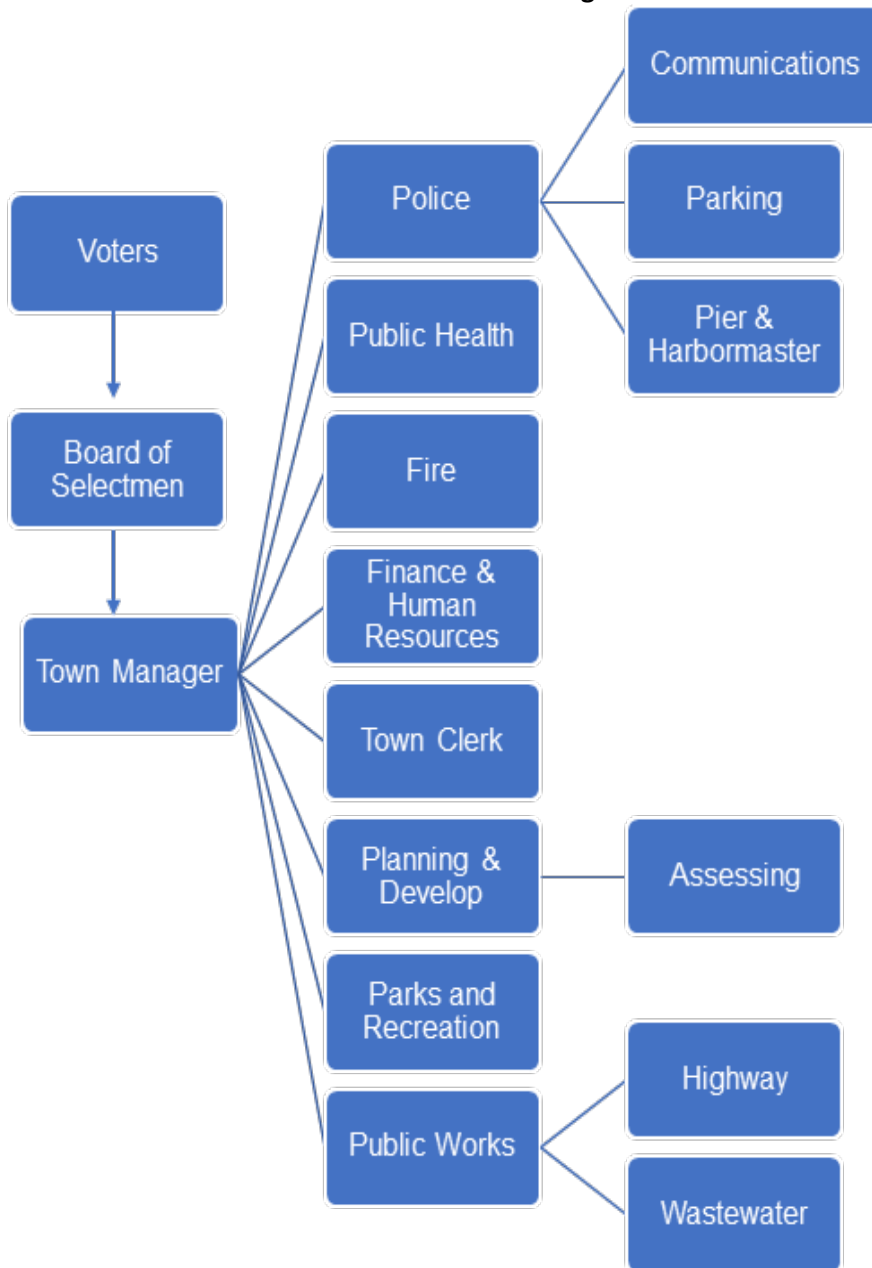 Communications
Police
Parking
Voters
Public Health
Pier &
Harbormaster
Board of
Selectmen
Fire
Finance &
Human
Resources
Town Manager
Town Clerk
Planning &
Develop
Assessing
Parks and
Recreation
Highway
Public Works
Wastewater